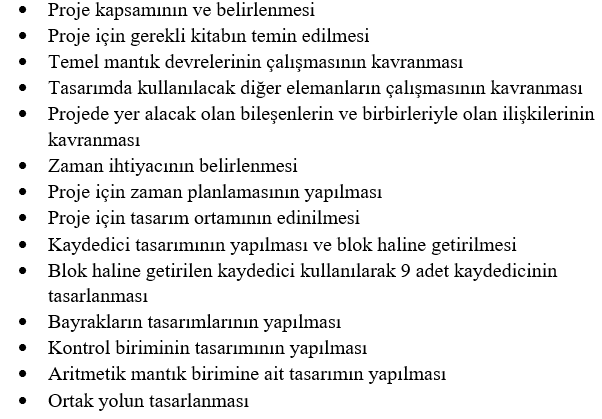 • Proje kapsamının ve belirlenmesi
• Proje için gerekli kitabın temin edilmesi
• Temel mantık devrelerinin çalışmasının kavranması
• Tasarımda kullanılacak diğer elemanların çalışmasının kavranması
• Projede yer alacak olan bileşenlerin ve birbirleriyle olan ilişkilerinin
kavranması
• Zaman ihtiyacının belirlenmesi
• Proje için zaman planlamasının yapılması
• Proje için tasarım ortamının edinilmesi
• Kaydedici tasarımının yapılması ve blok haline getirilmesi
• Blok haline getirilen kaydedici kullanılarak 9 adet kaydedicinin
tasarlanması
• Bayrakların tasarımlarının yapılması
• Kontrol biriminin tasarımının yapılması
• Aritmetik mantık birimine ait tasarımın yapılması
• Ortak yolun tasarlanması